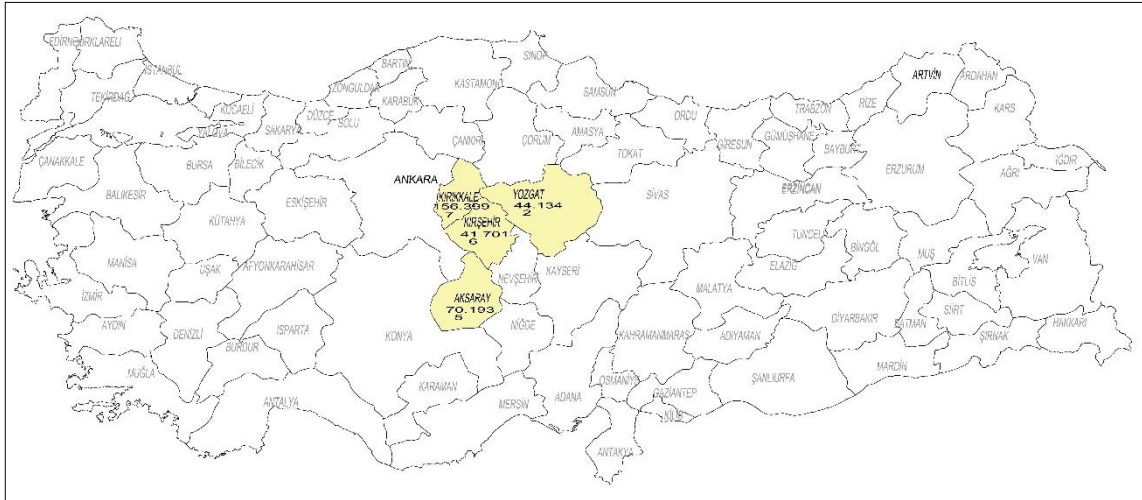 EDİRNE
KIRKLARELİ
İSTANBUL
TEKİRDAĞ
KOCAELİ
YALOVA
SAKARYA
DÜZCE
BOLU
ZONGULDAK
BARTIN
KARABÜK
KASTAMONU
SİNOP
SAMSUN
ÇANKIRI
ÇORUM
AMASYA
TOKAT
ORDU
GİRESUN
TRABZON
GÜMÜŞHANE
BAYBURT
RİZE
ARTVİN
ARDAHAN
KARS
IĞDIR
AĞRI
ERZURUM
ERZİNCAN
ÇANAKKALE
BALIKESİR
BURSA
BİLECİK
ESKİŞEHİR
KÜTAHYA
ANKARA
KIRIKKALE
156.399
7
YOZGAT
44.134
2
KIRŞEHİR
41.701
6
AKSARAY
70.193
5
SİVAS
TUNCELİ
BİNGÖL
MUŞ
VAN
BİTLİS
ELAZIĞ
MALATYA
MANİSA
UŞAK
AFYONKARAHİSAR
NEVŞEHİR
KAYSERİ
İZMİR
AYDIN
DENİZLİ
ISPARTA
BURDUR
KONYA
NİĞDE
KAHRAMANMARAŞ
ADIYAMAN
DİYARBAKIR
BATMAN
SİİRT
ŞIRNAK
HAKKARİ
MARDİN
MUĞLA
ANTALYA
KARAMAN
MERSİN
ADANA
OSMANİYE
GAZİANTEP
KİLİS
ŞANLIURFA
ANTAKYA